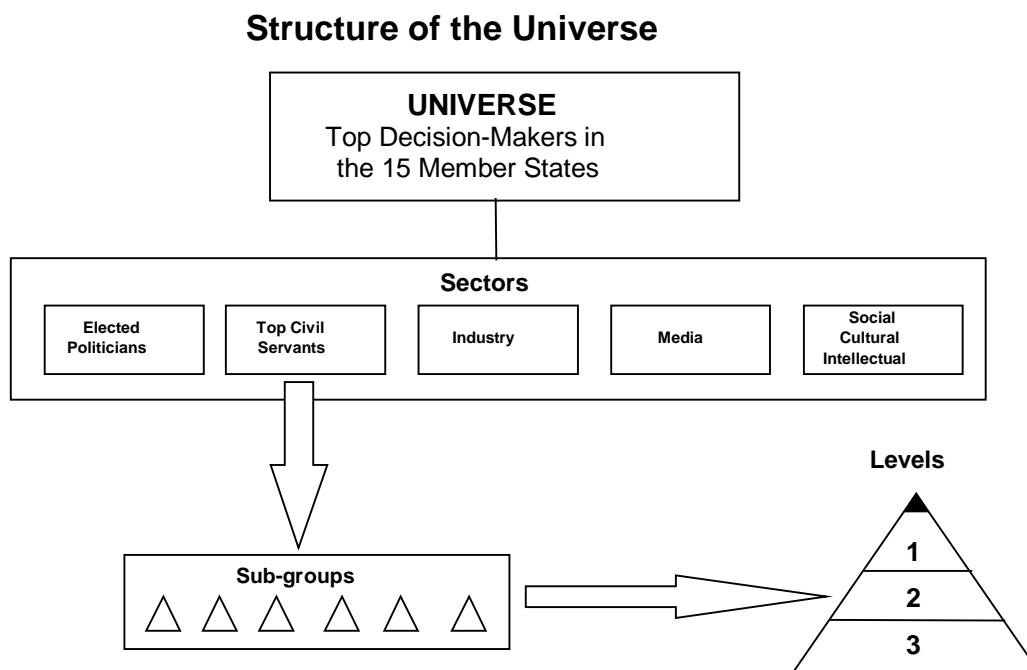 Structure of the Universe
UNIVERSE
Top Decision-Makers in
the 15 Member States
Sectors
Elected
Politicians
Top Civil
Servants
Industry
Media
Social
Cultural
Intellectual
Levels
1
2
3
Sub-groups